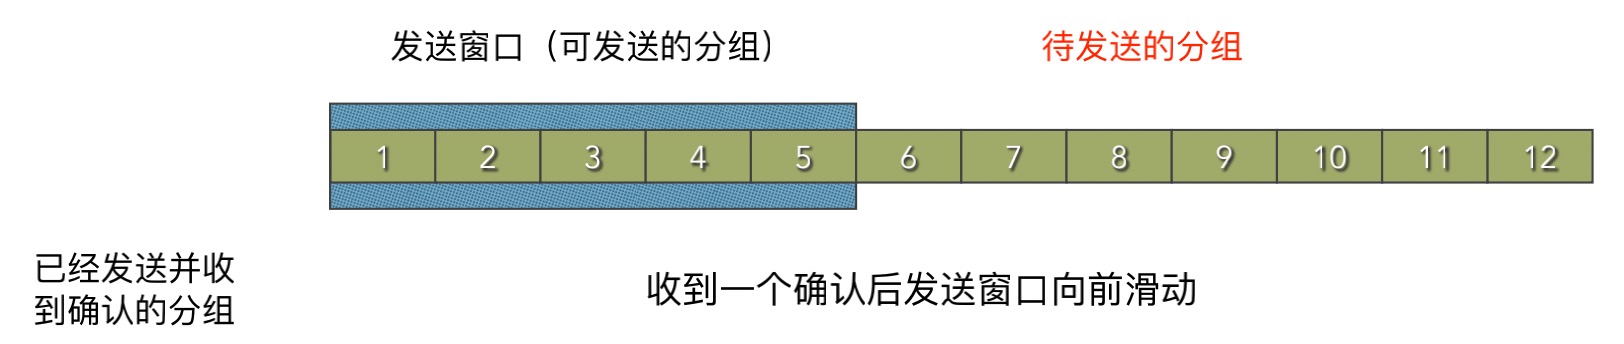 发送窗口（可发送的分组）
待发送的分组
1 2 3 4 5 6 7 8 9 10 11 12
已经发送并收
到确认的分组
收到一个确认后发送窗口向前滑动